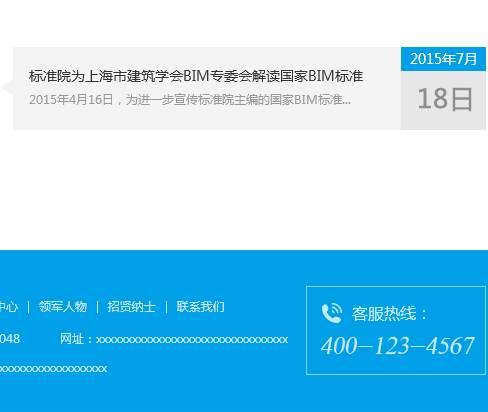 标准院为上海市建筑学会BIM专委会解读国家BIM标准
2015年4月16日，为进一步宣传标准院主编的国家BIM标准...
2015年7月
18日
中心 | 领军人物 | 招贤纳士 | 联系我们
048 网址：xxxxxxxxxxxxxxxxxxxxxxxxxxxxxxxx
xxxxxxxxxxxxxxxxxx
客服热线：
400-123-4567